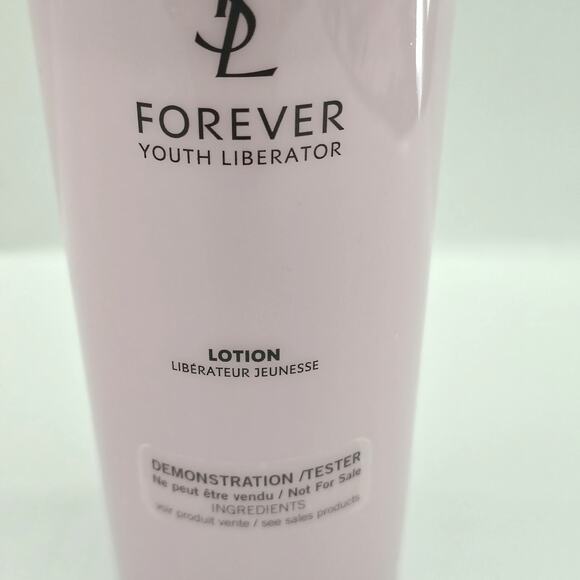 YSL
FOREVER
YOUTH LIBERATOR
LOTION
LIBÉRATEUR JEUNESSE
DEMONSTRATION /TESTER
Ne peut être vendu / Not For Sale
INGREDIENTS
voir produit vente / see sales products